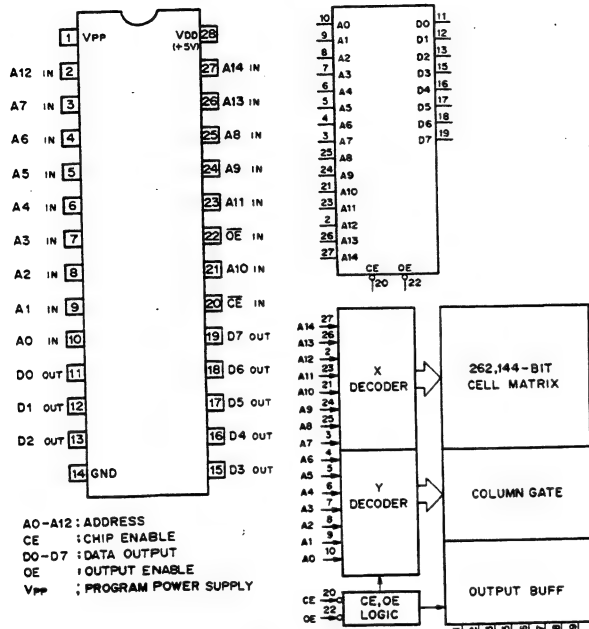 1 VPP VDD (+5V) 28
A12 IN 2 27 A14 IN
A7 IN 3 26 A13 IN
A6 IN 4 25 A8 IN
A5 IN 5 24 A9 IN
A4 IN 6 23 A11 IN
A3 IN 7 22 OE IN
A2 IN 8 21 A10 IN
A1 IN 9 20 CE IN
A0 IN 10 19 D7 OUT
D0 OUT 11 18 D6 OUT
D1 OUT 12 17 D5 OUT
D2 OUT 13 16 D4 OUT
14 GND 15 D3 OUT
A0-A12 ; ADDRESS
CE ; CHIP ENABLE
D0-D7 ; DATA OUTPUT
OE ; OUTPUT ENABLE
VPP ; PROGRAM POWER SUPPLY
10 A0 D0 11
9 A1 D1 12
8 A2 D2 13
7 A3 D3 15
6 A4 D4 16
5 A5 D5 17
4 A6 D6 18
3 A7 D7 19
25 A8
24 A9
21 A10
23 A11
2 A12
26 A13
27 A14
CE OE
20 22
A14 27
A13 26
A12 2
A11 23
A10 21
A9 24
A8 25
A7 3
A6 4
A5 5
A4 6
A3 7
A2 8
A1 9
A0 10
X DECODER
Y DECODER
262,144-BIT
CELL MATRIX
COLUMN GATE
OUTPUT BUFF
CE 20
OE 22
CE, OE
LOGIC